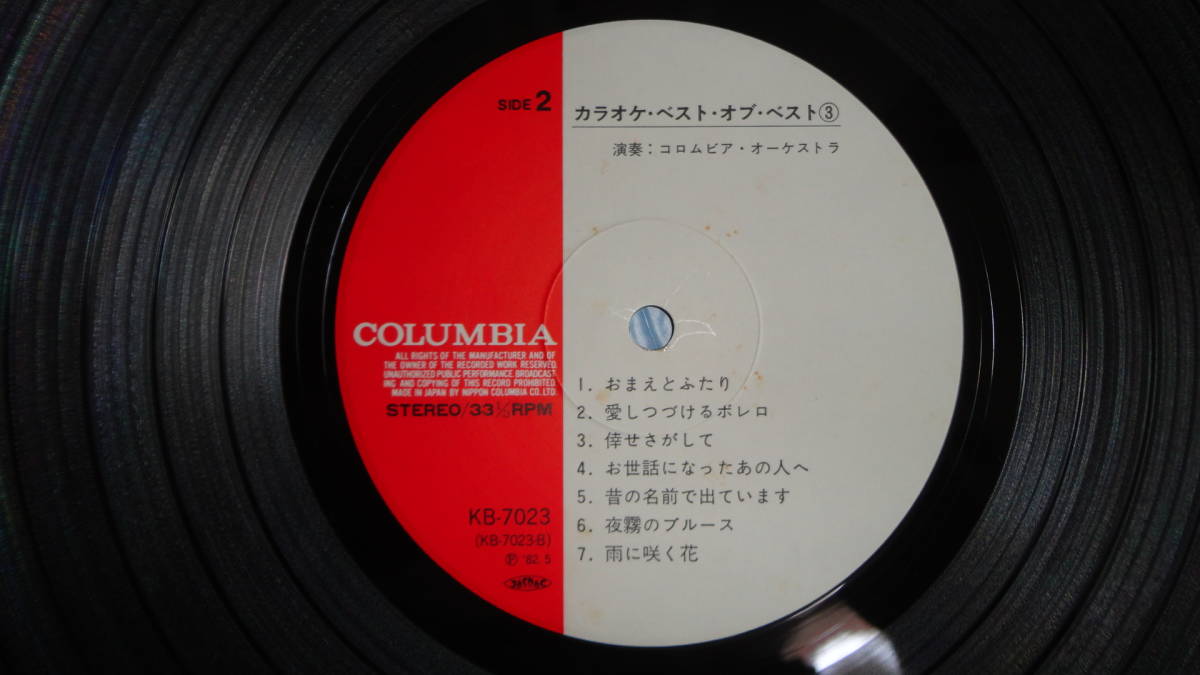 SIDE 2
カラオケ・ベスト・オブ・ベスト③
演奏：コロムビア・オーケストラ
COLUMBIA
ALL RIGHTS OF THE MANUFACTURER AND OF
THE OWNER OF THE RECORDED WORK RESERVED.
UNAUTHORIZED PUBLIC PERFORMANCE BROADCAST-
ING AND COPYING OF THIS RECORD PROHIBITED.
MADE IN JAPAN BY NIPPON COLUMBIA CO., LTD.
STEREO/33⅓RPM
1. おまえとふたり
2. 愛しつづけるボレロ
3. 倖せさがして
4. お世話になったあの人へ
5. 昔の名前で出ています
6. 夜霧のブルース
7. 雨に咲く花
KB-7023
(KB-7023-B)
Ⓟ '82. 5
JASRAC